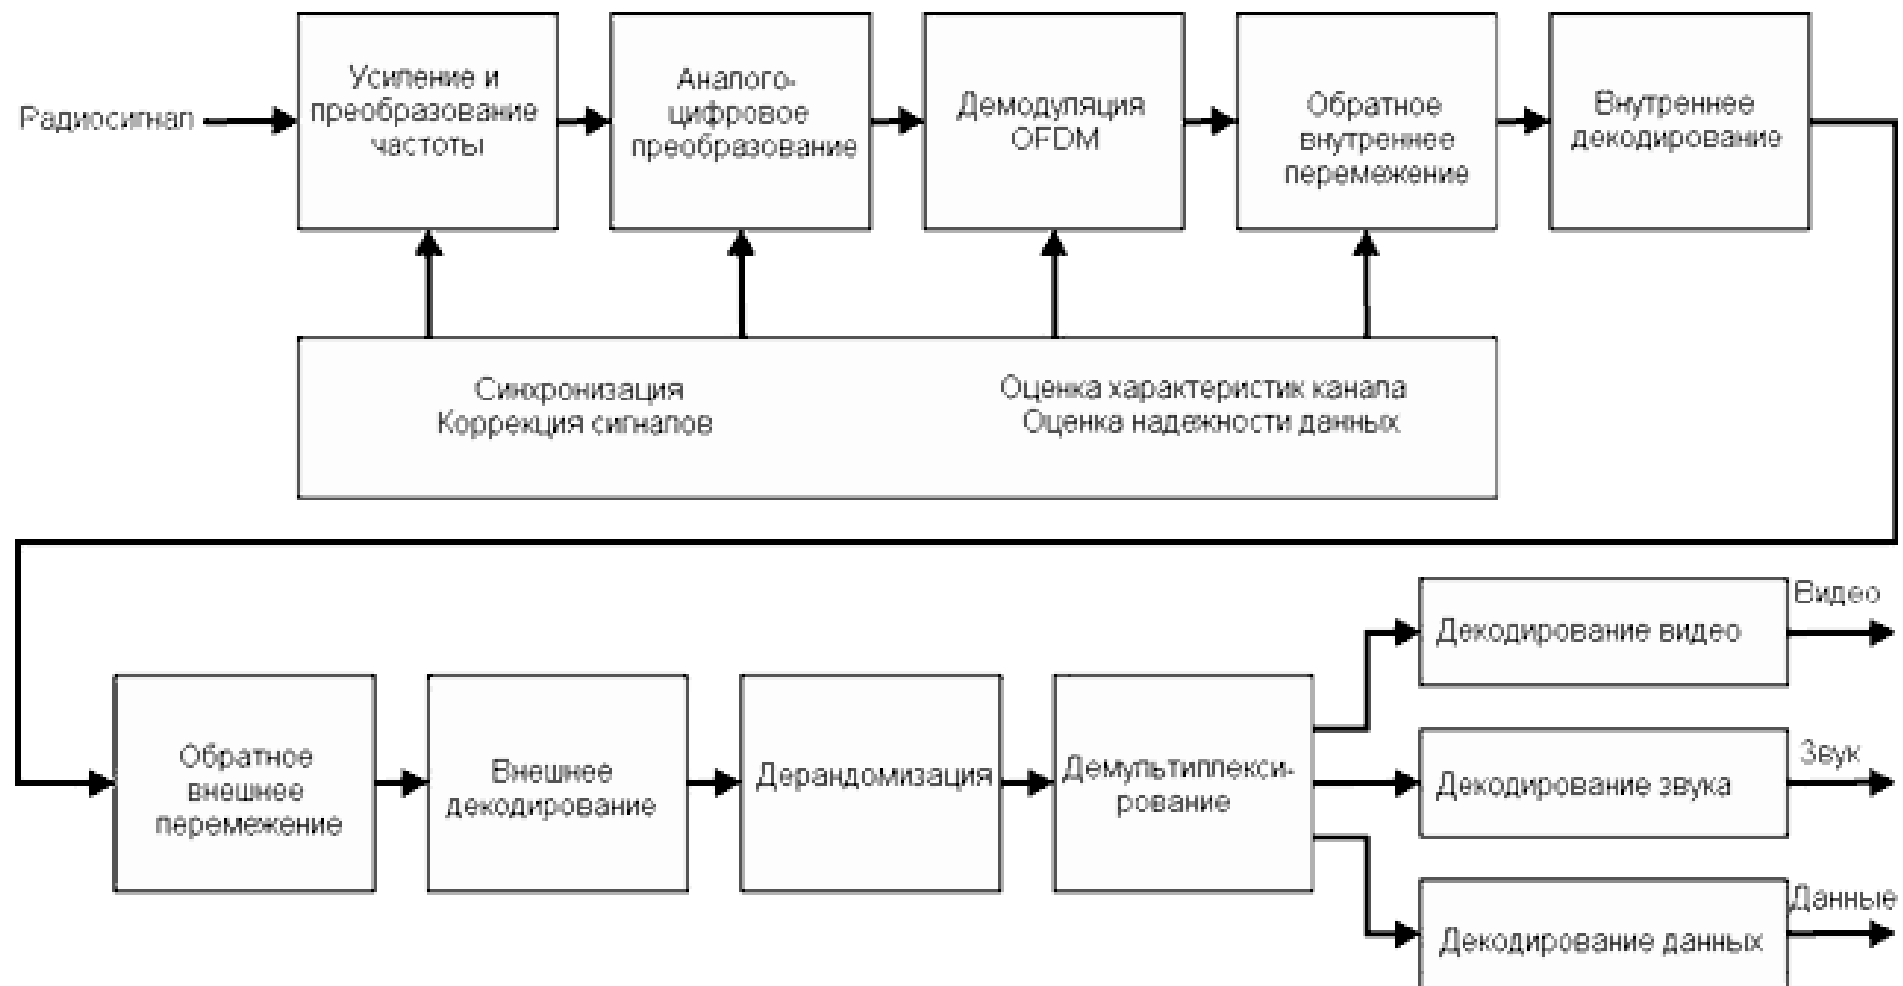 Радиосигнал
Усиление и
преобразование
частоты
Аналого-
цифровое
преобразование
Демодуляция
OFDM
Обратное
внутреннее
перемежение
Внутреннее
декодирование
Синхронизация
Коррекция сигналов
Оценка характеристик канала
Оценка надежности данных
Обратное
внешнее
перемежение
Внешнее
декодирование
Дерандомизация
Демультиплекси-
рование
Декодирование видео
Видео
Декодирование звука
Звук
Декодирование данных
Данные